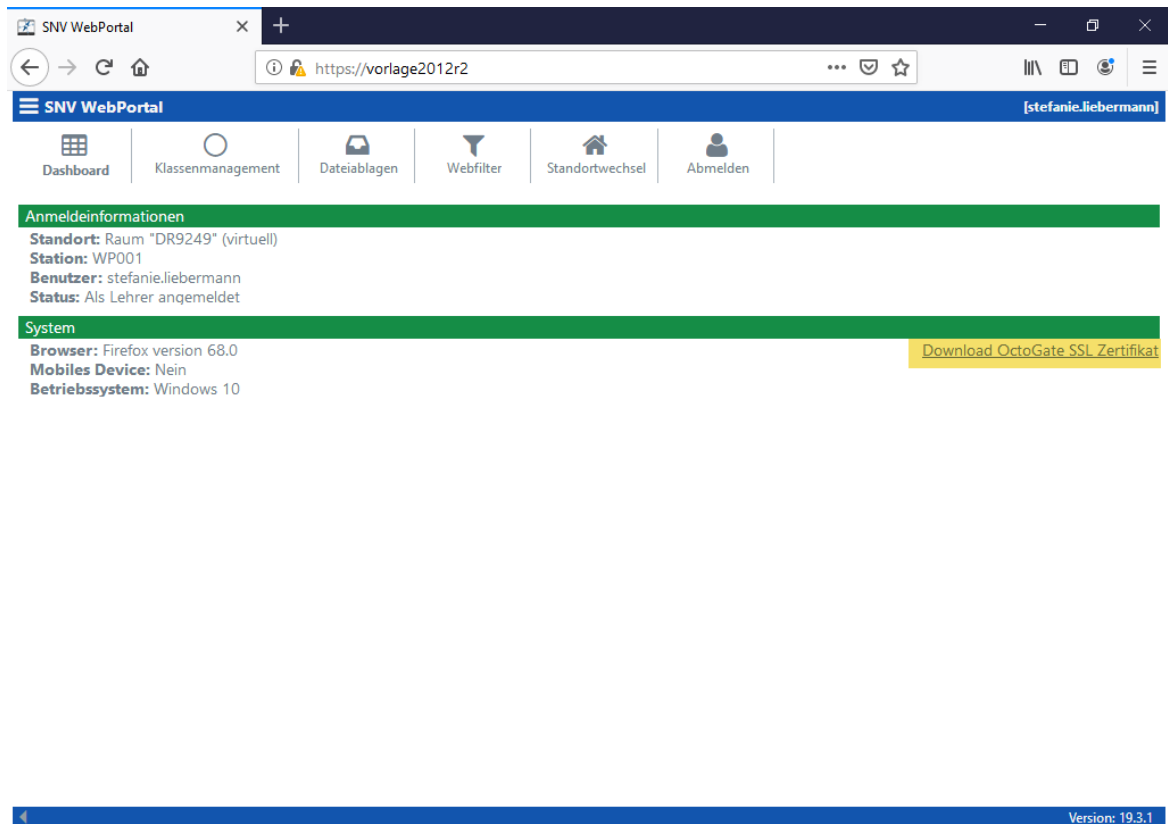 SNV WebPortal
https://vorlage2012r2
SNV WebPortal [stefanie.liebermann]
Dashboard Klassenmanagement Dateiablagen Webfilter Standortwechsel Abmelden
Anmeldeinformationen
Standort: Raum "DR9249" (virtuell)
Station: WP001
Benutzer: stefanie.liebermann
Status: Als Lehrer angemeldet
System
Browser: Firefox version 68.0 Download OctoGate SSL Zertifikat
Mobiles Device: Nein
Betriebssystem: Windows 10
Version: 19.3.1